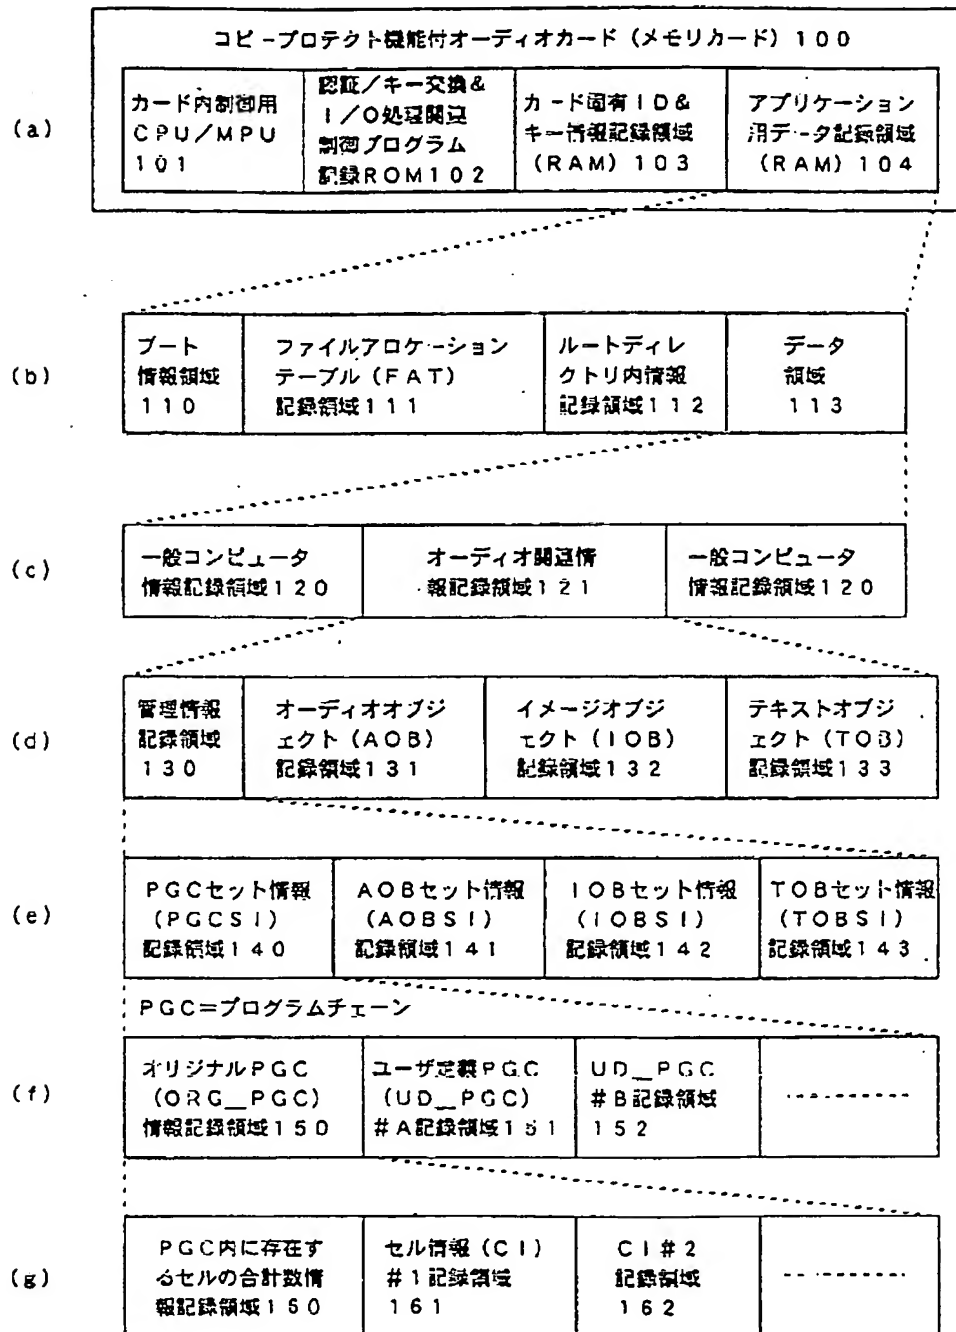 コピープロテクト機能付オーディオカード（メモリカード）100
(a)
カード内制御用
CPU/MPU
101
認証／キー交換＆
I／O処理関連
制御プログラム
記録ROM102
カード固有ID＆
キー情報記録領域
(RAM)103
アプリケーション
用データ記録領域
(RAM)104
(b)
ブート
情報領域
110
ファイルアロケーション
テーブル(FAT)
記録領域111
ルートディレ
クトリ内情報
記録領域112
データ
領域
113
(c)
一般コンピュータ
情報記録領域120
オーディオ関連情
報記録領域121
一般コンピュータ
情報記録領域120
(d)
管理情報
記録領域
130
オーディオオブジ
ェクト(AOB)
記録領域131
イメージオブジ
ェクト(IOB)
記録領域132
テキストオブジ
ェクト(TOB)
記録領域133
(e)
PGCセット情報
(PGCSI)
記録領域140
AOBセット情報
(AOBSI)
記録領域141
IOBセット情報
(IOBSI)
記録領域142
TOBセット情報
(TOBSI)
記録領域143
PGC=プログラムチェーン
(f)
オリジナルPGC
(ORG_PGC)
情報記録領域150
ユーザ定義PGC
(UD_PGC)
#A記録領域151
UD_PGC
#B記録領域
152
(g)
PGC内に存在す
るセルの合計数情
報記録領域160
セル情報(CI)
#1記録領域
161
CI#2
記録領域
162